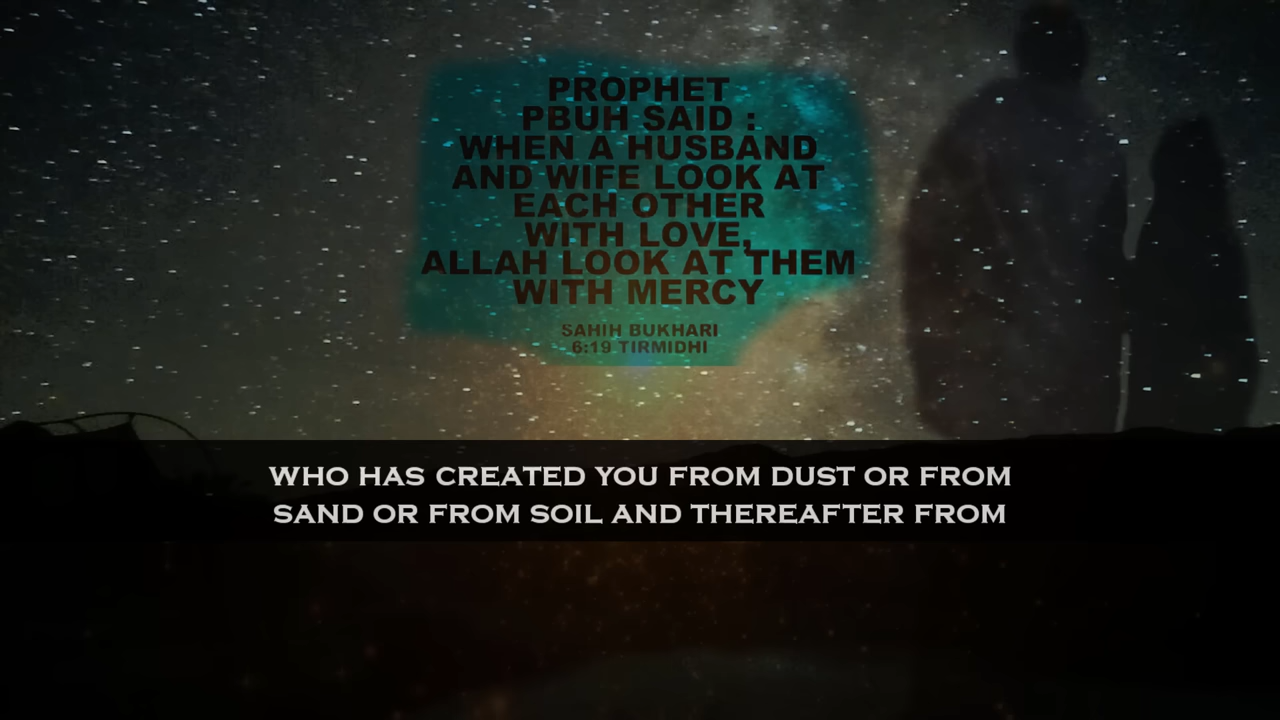 PROPHET
PBUH SAID :
WHEN A HUSBAND
AND WIFE LOOK AT
EACH OTHER
WITH LOVE,
ALLAH LOOK AT THEM
WITH MERCY
SAHIH BUKHARI
6:19 TIRMIDHI
WHO HAS CREATED YOU FROM DUST OR FROM
SAND OR FROM SOIL AND THEREAFTER FROM